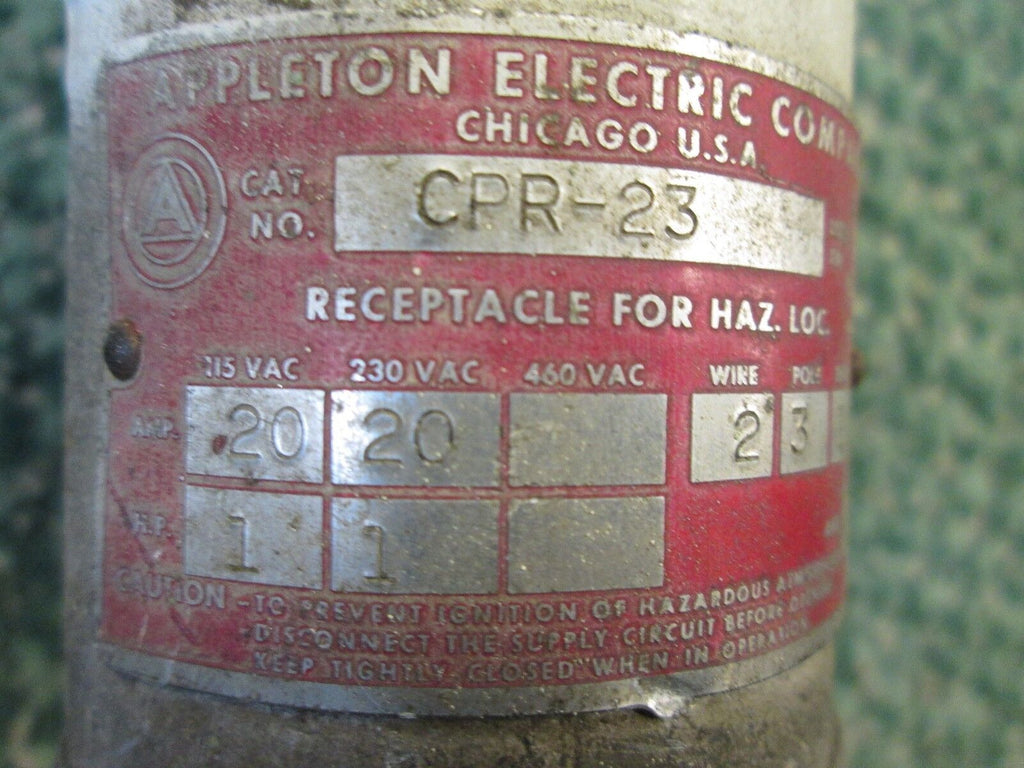 APPLETON ELECTRIC COMP
CHICAGO U.S.A.
A
CAT. NO. CPR-23
RECEPTACLE FOR HAZ. LOC.
115 VAC 230 VAC 460 VAC WIRE POLE
AMP. 20 20 2 3
H.P. 1 1
CAUTION - TO PREVENT IGNITION OF HAZARDOUS
DISCONNECT THE SUPPLY CIRCUIT BEFORE
KEEP TIGHTLY CLOSED WHEN IN OPERATION